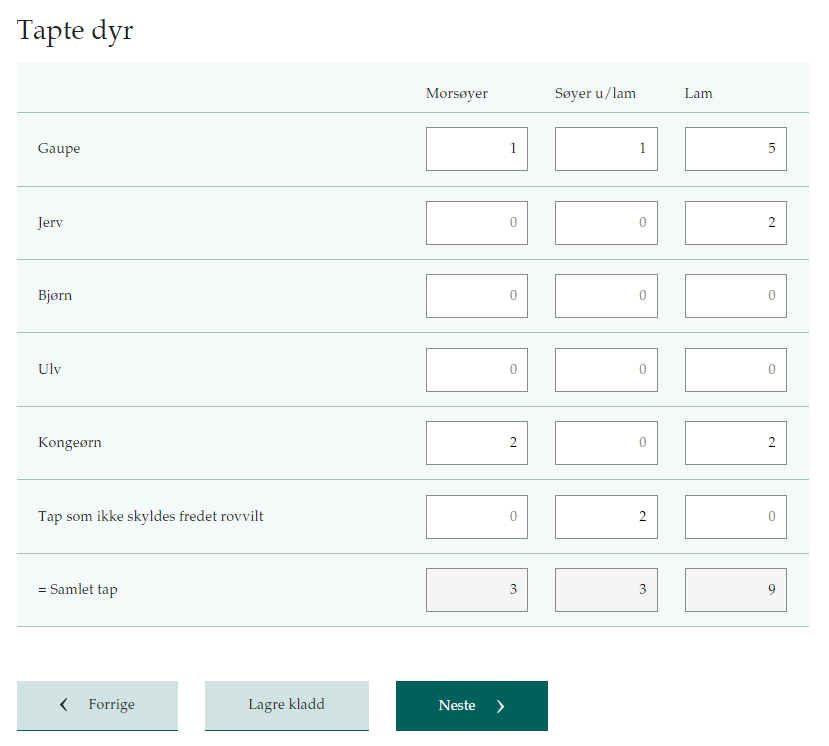 Tapte dyr
Morsøyer Søyer u/lam Lam
Gaupe 1 1 5
Jerv 0 0 2
Bjørn 0 0 0
Ulv 0 0 0
Kongeørn 2 0 2
Tap som ikke skyldes fredet rovvilt 0 2 0
= Samlet tap 3 3 9
Forrige Lagre kladd Neste